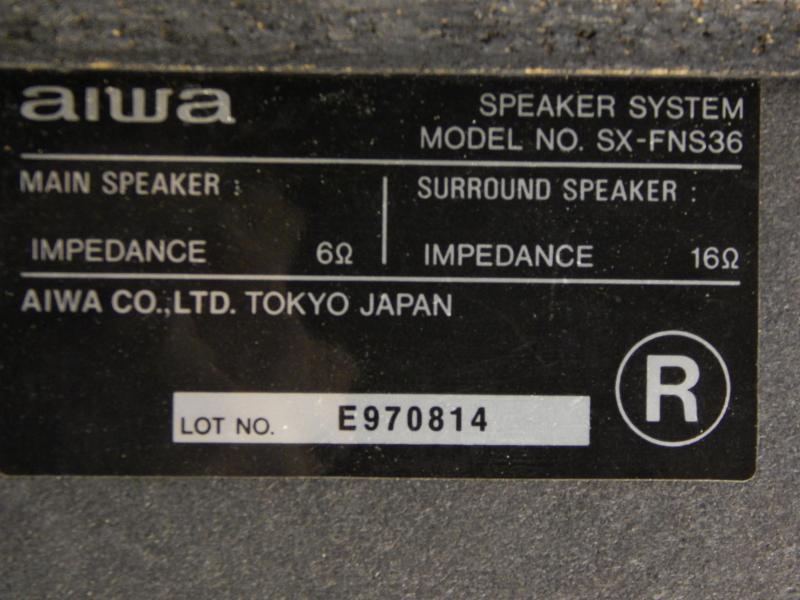 aiwa
SPEAKER SYSTEM
MODEL NO. SX-FNS36
MAIN SPEAKER :
SURROUND SPEAKER :
IMPEDANCE 6Ω
IMPEDANCE 16Ω
AIWA CO.,LTD. TOKYO JAPAN
R
LOT NO. E970814